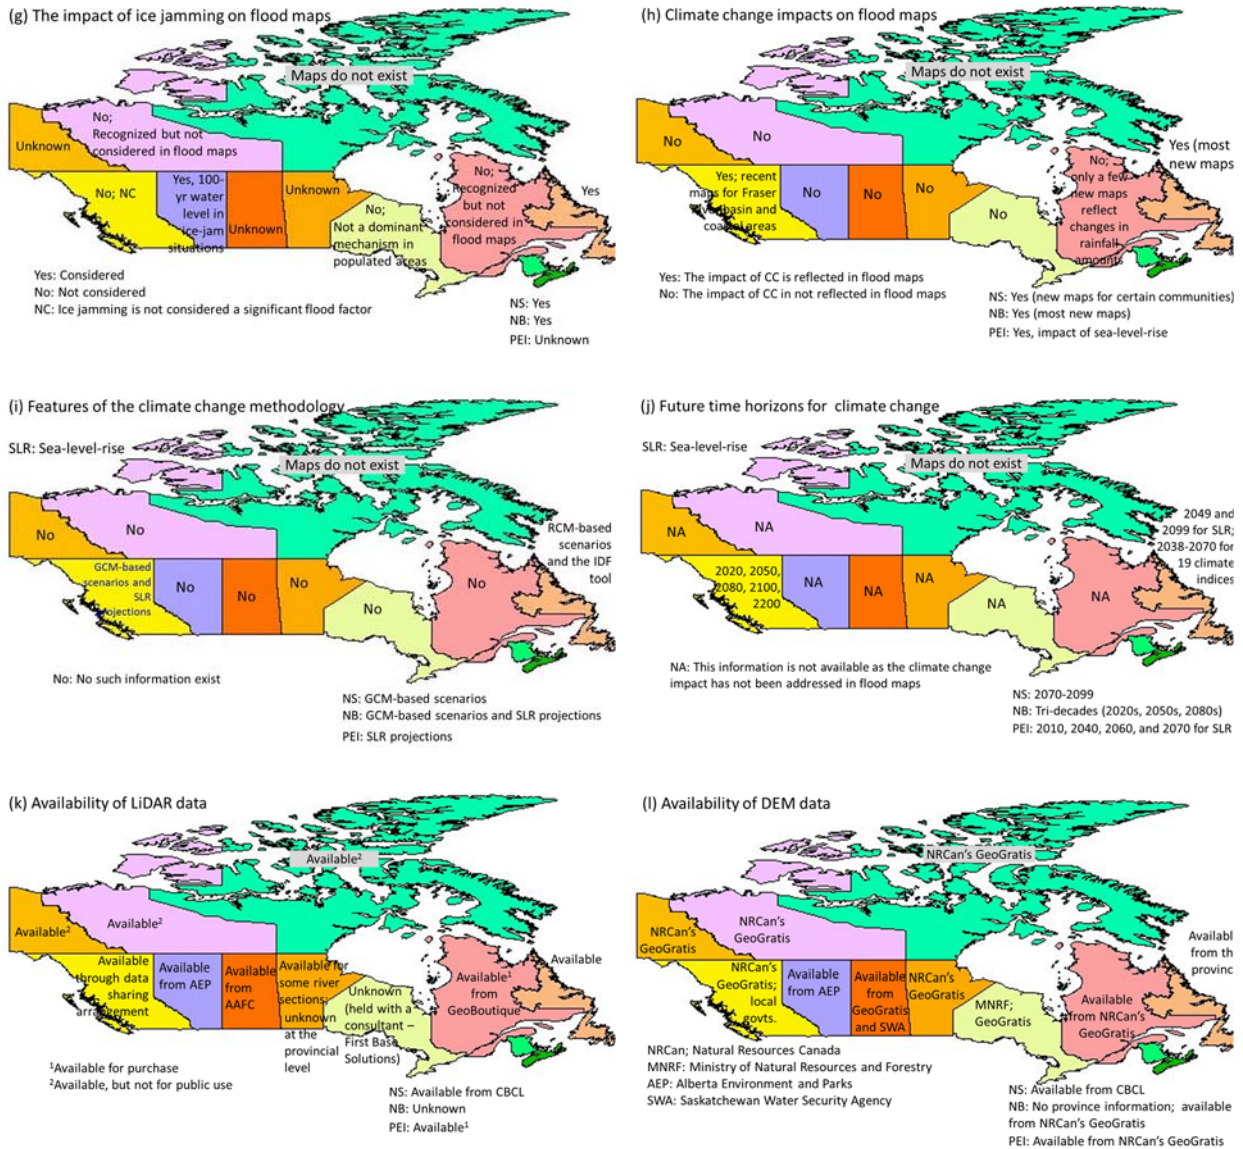 (g) The impact of ice jamming on flood maps
Maps do not exist
No;
Recognized but not
considered in flood maps
Unknown
No; NC
Yes, 100-
yr water
level in
ice-jam
situations
Unknown
Unknown
No;
Not a dominant
mechanism in
populated areas
No;
Recognized
but not
considered in
flood maps
Yes
Yes: Considered
No: Not considered
NC: Ice jamming is not considered a significant flood factor
NS: Yes
NB: Yes
PEI: Unknown
(h) Climate change impacts on flood maps
Maps do not exist
No
No
Yes; recent
maps for Fraser
River basin and
coastal areas
No
No
No
No
No;
only a few
new maps
reflect
changes in
rainfall
amounts
Yes (most
new maps
Yes: The impact of CC is reflected in flood maps
No: The impact of CC in not reflected in flood maps
NS: Yes (new maps for certain communities)
NB: Yes (most new maps)
PEI: Yes, impact of sea-level-rise
(i) Features of the climate change methodology
SLR: Sea-level-rise
Maps do not exist
No
No
GCM-based
scenarios and
SLR
projections
No
No
No
No
No
RCM-based
scenarios
and the IDF
tool
No: No such information exist
NS: GCM-based scenarios
NB: GCM-based scenarios and SLR projections
PEI: SLR projections
(j) Future time horizons for climate change
SLR: Sea-level-rise
Maps do not exist
NA
NA
2020, 2050,
2080, 2100,
2200
NA
NA
NA
NA
NA
2049 and
2099 for SLR;
2038-2070 for
19 climate
indices
NA: This information is not available as the climate change
impact has not been addressed in flood maps
NS: 2070-2099
NB: Tri-decades (2020s, 2050s, 2080s)
PEI: 2010, 2040, 2060, and 2070 for SLR
(k) Availability of LiDAR data
Available²
Available²
Available²
Available
through data
sharing
arrangement
Available
from AEP
Available
from
AAFC
Available for
some river
sections;
unknown
at the
provincial
level
Unknown
(held with a
consultant –
First Base
Solutions)
Available¹
from
GeoBoutique
Available
¹Available for purchase
²Available, but not for public use
NS: Available from CBCL
NB: Unknown
PEI: Available¹
(l) Availability of DEM data
NRCan's GeoGratis
NRCan's
GeoGratis
NRCan's
GeoGratis
NRCan's
GeoGratis;
local
govts.
Available
from AEP
Available
from
GeoGratis
and SWA
NRCan's
GeoGratis
MNRF;
GeoGratis
Available
from NRCan's
GeoGratis
Availabl
from th
provinc
NRCan; Natural Resources Canada
MNRF: Ministry of Natural Resources and Forestry
AEP: Alberta Environment and Parks
SWA: Saskatchewan Water Security Agency
NS: Available from CBCL
NB: No province information; available
from NRCan's GeoGratis
PEI: Available from NRCan's GeoGratis